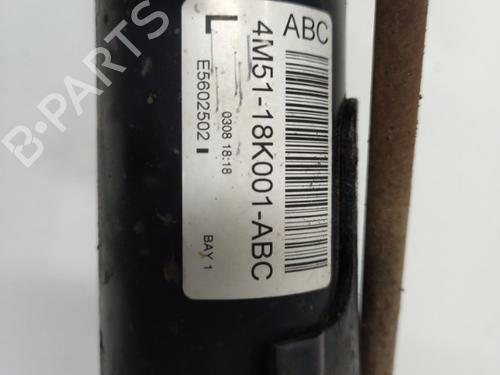 ABC
4M51-18K001-ABC
L
0308 18:18
E5602502
BAY 1
B-PARTS